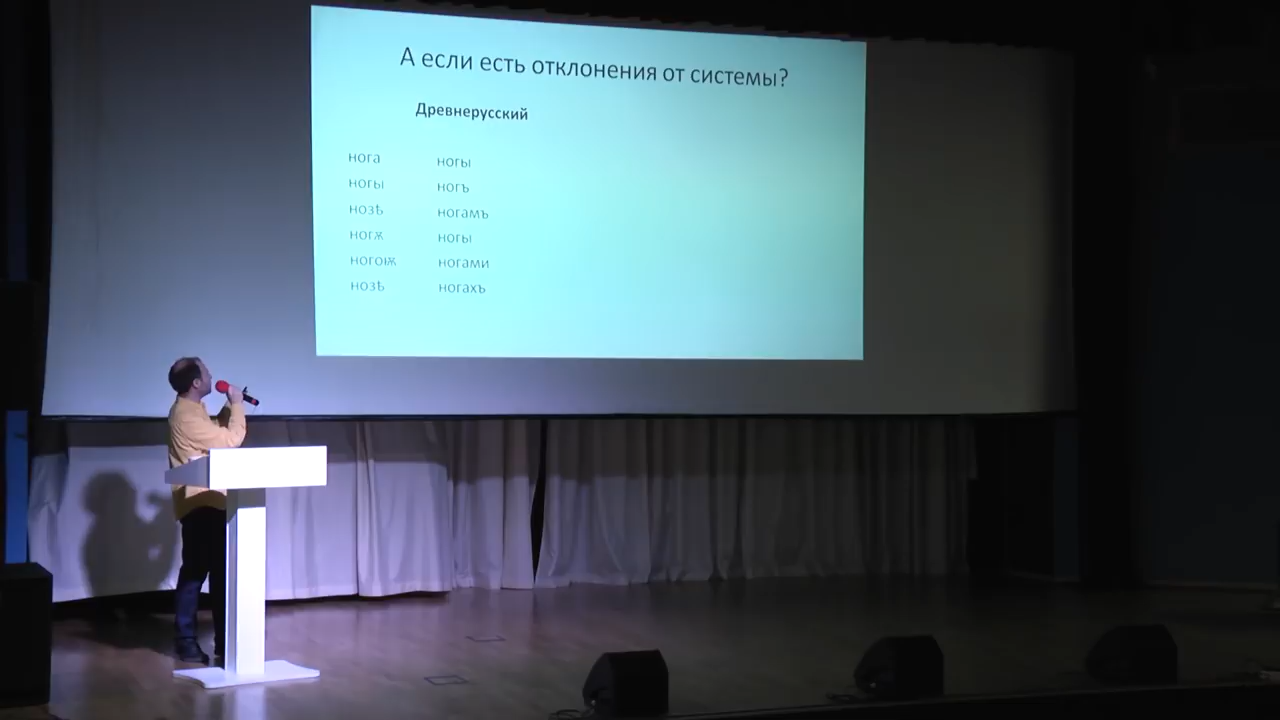 А если есть отклонения от системы?
Древнерусский
нога ногы
ногы ногъ
нозѣ ногамъ
ногѫ ногы
ногоѭ ногами
нозѣ ногахъ